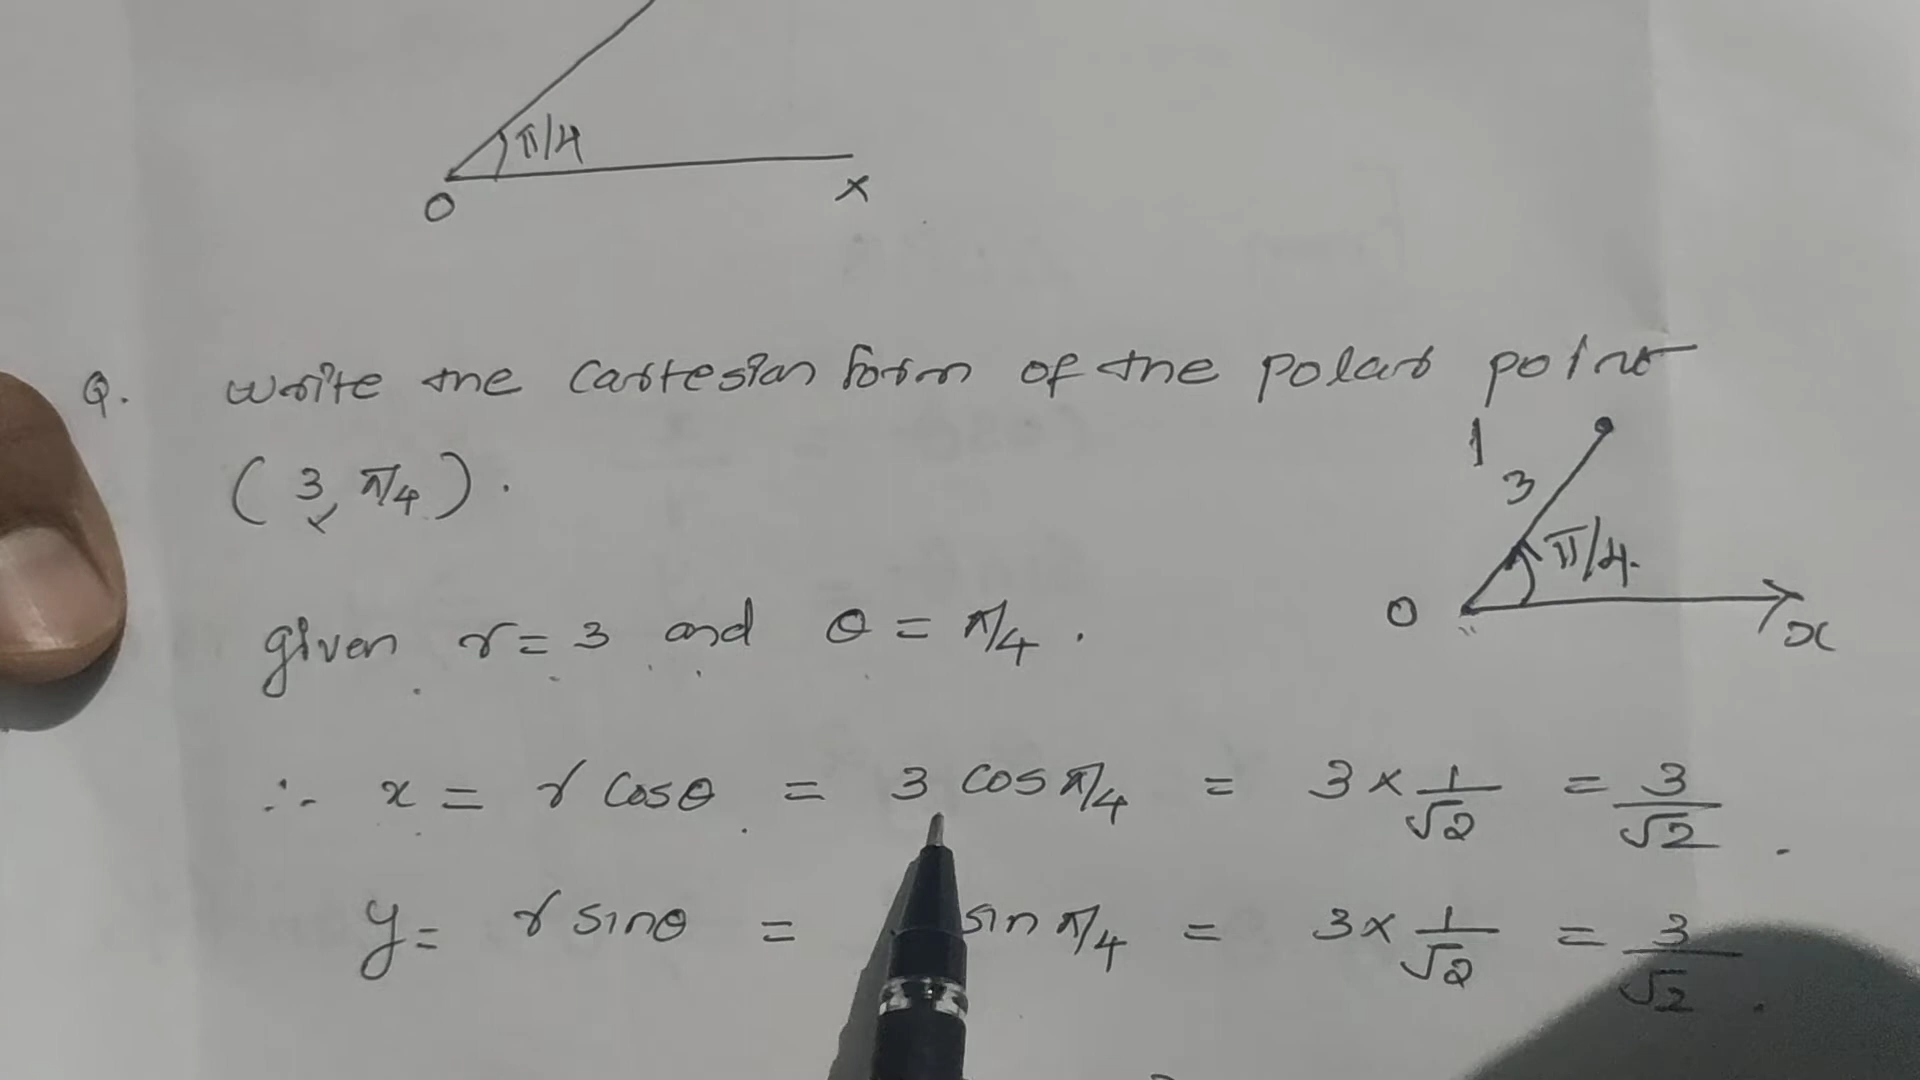 π/4
O x
Q. Write the Cartesian form of the polar point
(3, π/4).
1
3
π/4.
O x
given r = 3 and θ = π/4.
∴ x = r cosθ = 3 cos π/4 = 3 × 1/√2 = 3/√2.
y = r sinθ = sin π/4 = 3 × 1/√2 = 3/√2.